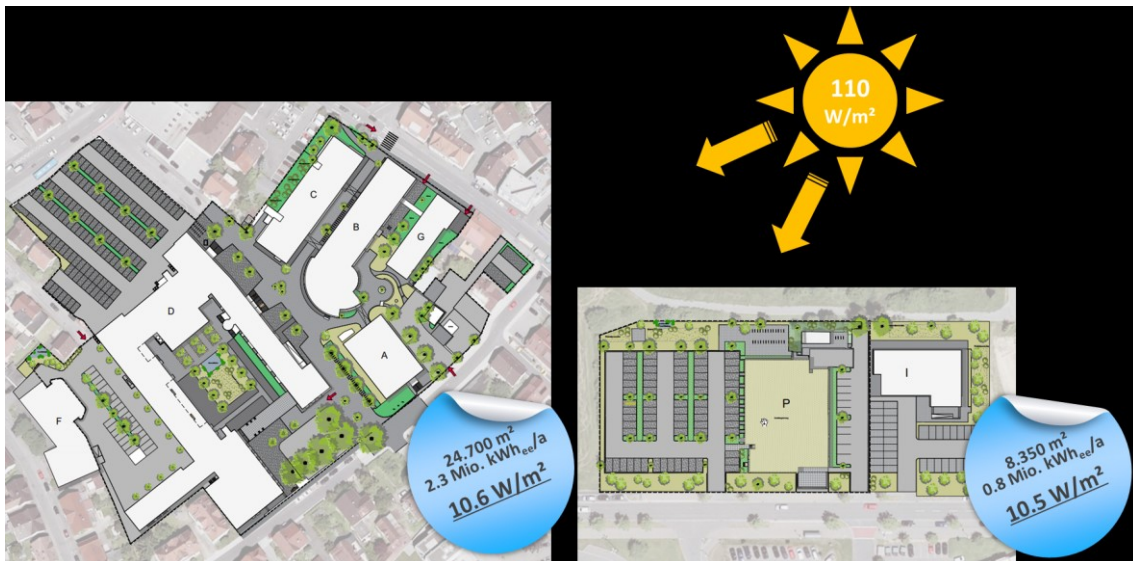 110
W/m²
C
B
G
D
A
F
24.700 m²
2.3 Mio. kWhₑₑ/a
10.6 W/m²
P
I
8.350 m²
0.8 Mio. kWhₑₑ/a
10.5 W/m²